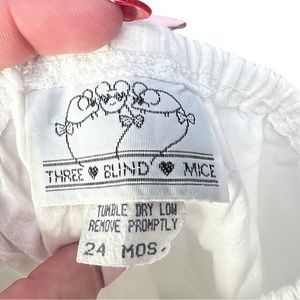 THREE ♥ BLIND ♥ MICE
TUMBLE DRY LOW
REMOVE PROMPTLY
24 MOS.